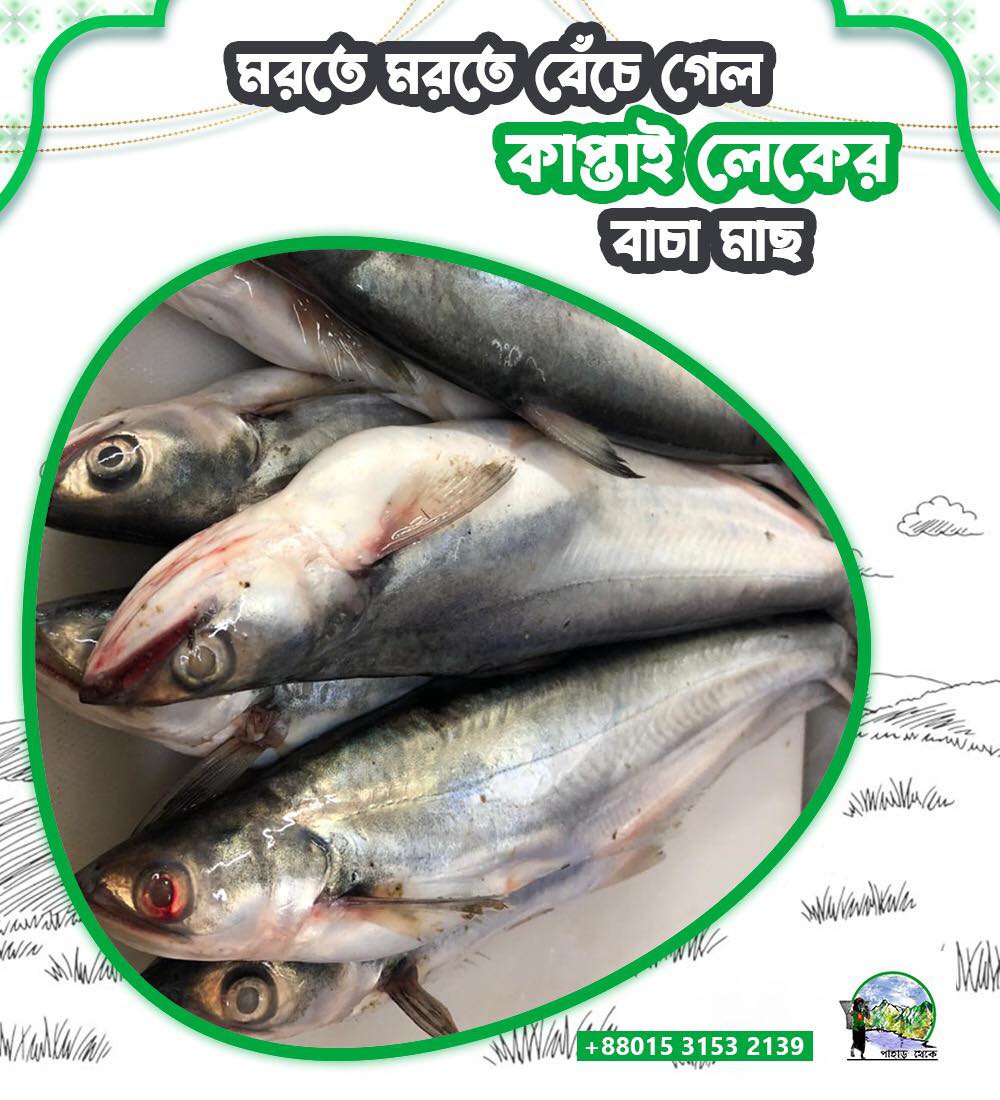 মরতে মরতে বেঁচে গেল
কাপ্তাই লেকের
বাচা মাছ
+88015 3153 2139
পাহাড় থেকে